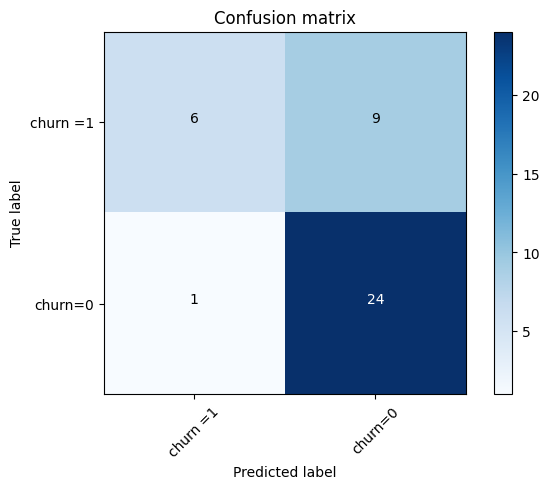 Confusion matrix
churn =1
6
9
20
15
churn=0
1
24
10
5
churn =1
churn=0
True label
Predicted label